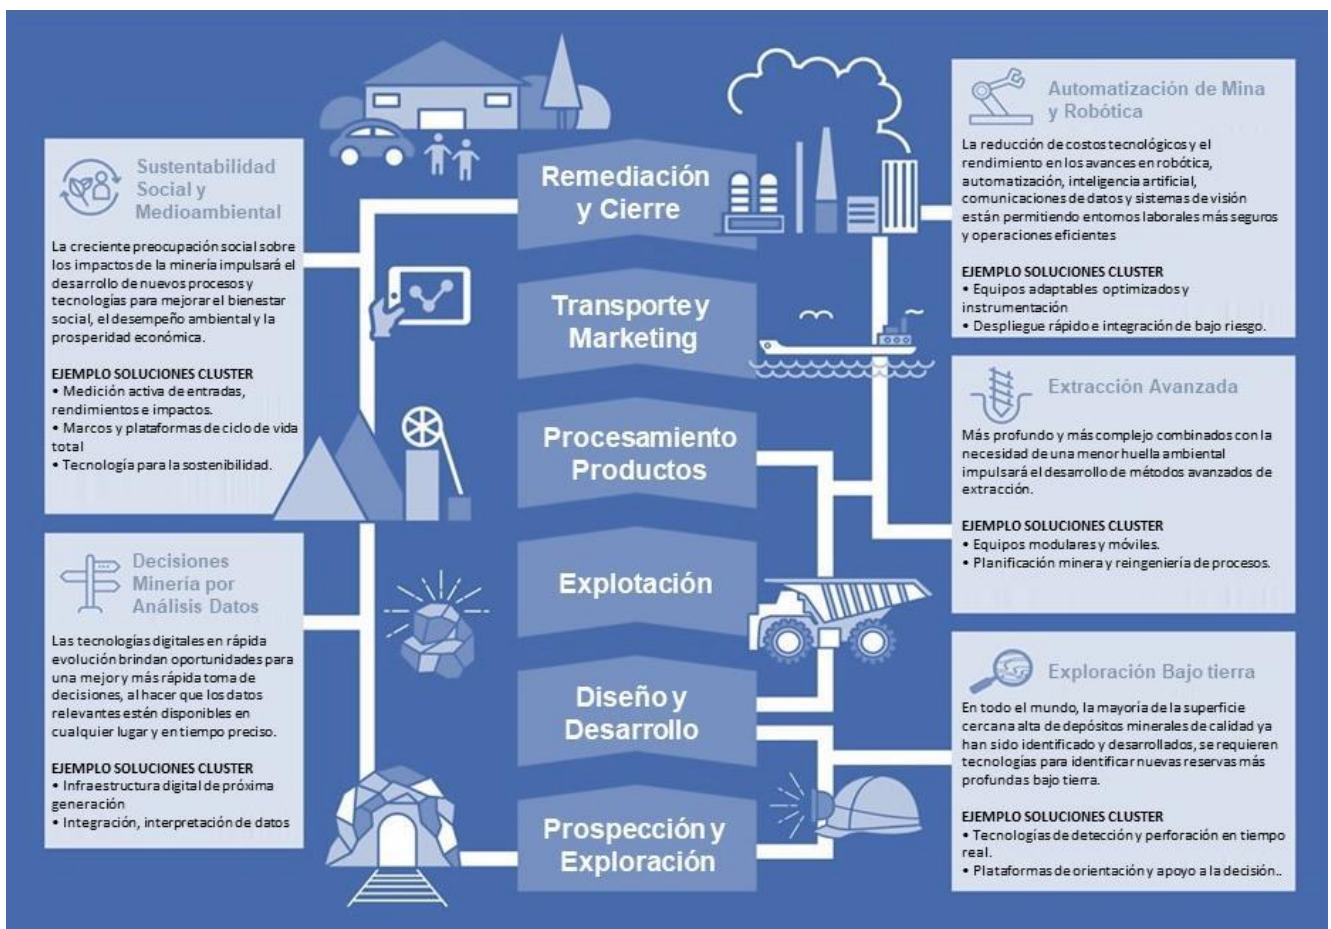 Sustentabilidad
Social y
Medioambiental
La creciente preocupación social sobre
los impactos de la minería impulsará el
desarrollo de nuevos procesos y
tecnologías para mejorar el bienestar
social, el desempeño ambiental y la
prosperidad económica.
EJEMPLO SOLUCIONES CLUSTER
• Medición activa de entradas,
rendimientos e impactos.
• Marcos y plataformas de ciclo de vida
total
• Tecnología para la sostenibilidad.
Decisiones
Minería por
Análisis Datos
Las tecnologías digitales en rápida
evolución brindan oportunidades para
una mejor y más rápida toma de
decisiones, al hacer que los datos
relevantes estén disponibles en
cualquier lugar y en tiempo preciso.
EJEMPLO SOLUCIONES CLUSTER
• Infraestructura digital de próxima
generación
• Integración, interpretación de datos
Remediación
y Cierre
Transporte y
Marketing
Procesamiento
Productos
Explotación
Diseño y
Desarrollo
Prospección y
Exploración
Automatización de Mina
y Robótica
La reducción de costos tecnológicos y el
rendimiento en los avances en robótica,
automatización, inteligencia artificial,
comunicaciones de datos y sistemas de visión
están permitiendo entornos laborales más seguros
y operaciones eficientes
EJEMPLO SOLUCIONES CLUSTER
• Equipos adaptables optimizados y
instrumentación
• Despliegue rápido e integración de bajo riesgo.
Extracción Avanzada
Más profundo y más complejo combinados con la
necesidad de una menor huella ambiental
impulsará el desarrollo de métodos avanzados de
extracción.
EJEMPLO SOLUCIONES CLUSTER
• Equipos modulares y móviles.
• Planificación minera y reingeniería de procesos.
Exploración Bajo tierra
En todo el mundo, la mayoría de la superficie
cercana alta de depósitos minerales de calidad ya
han sido identificado y desarrollados, se requieren
tecnologías para identificar nuevas reservas más
profundas bajo tierra.
EJEMPLO SOLUCIONES CLUSTER
• Tecnologías de detección y perforación en tiempo
real.
• Plataformas de orientación y apoyo a la decisión..